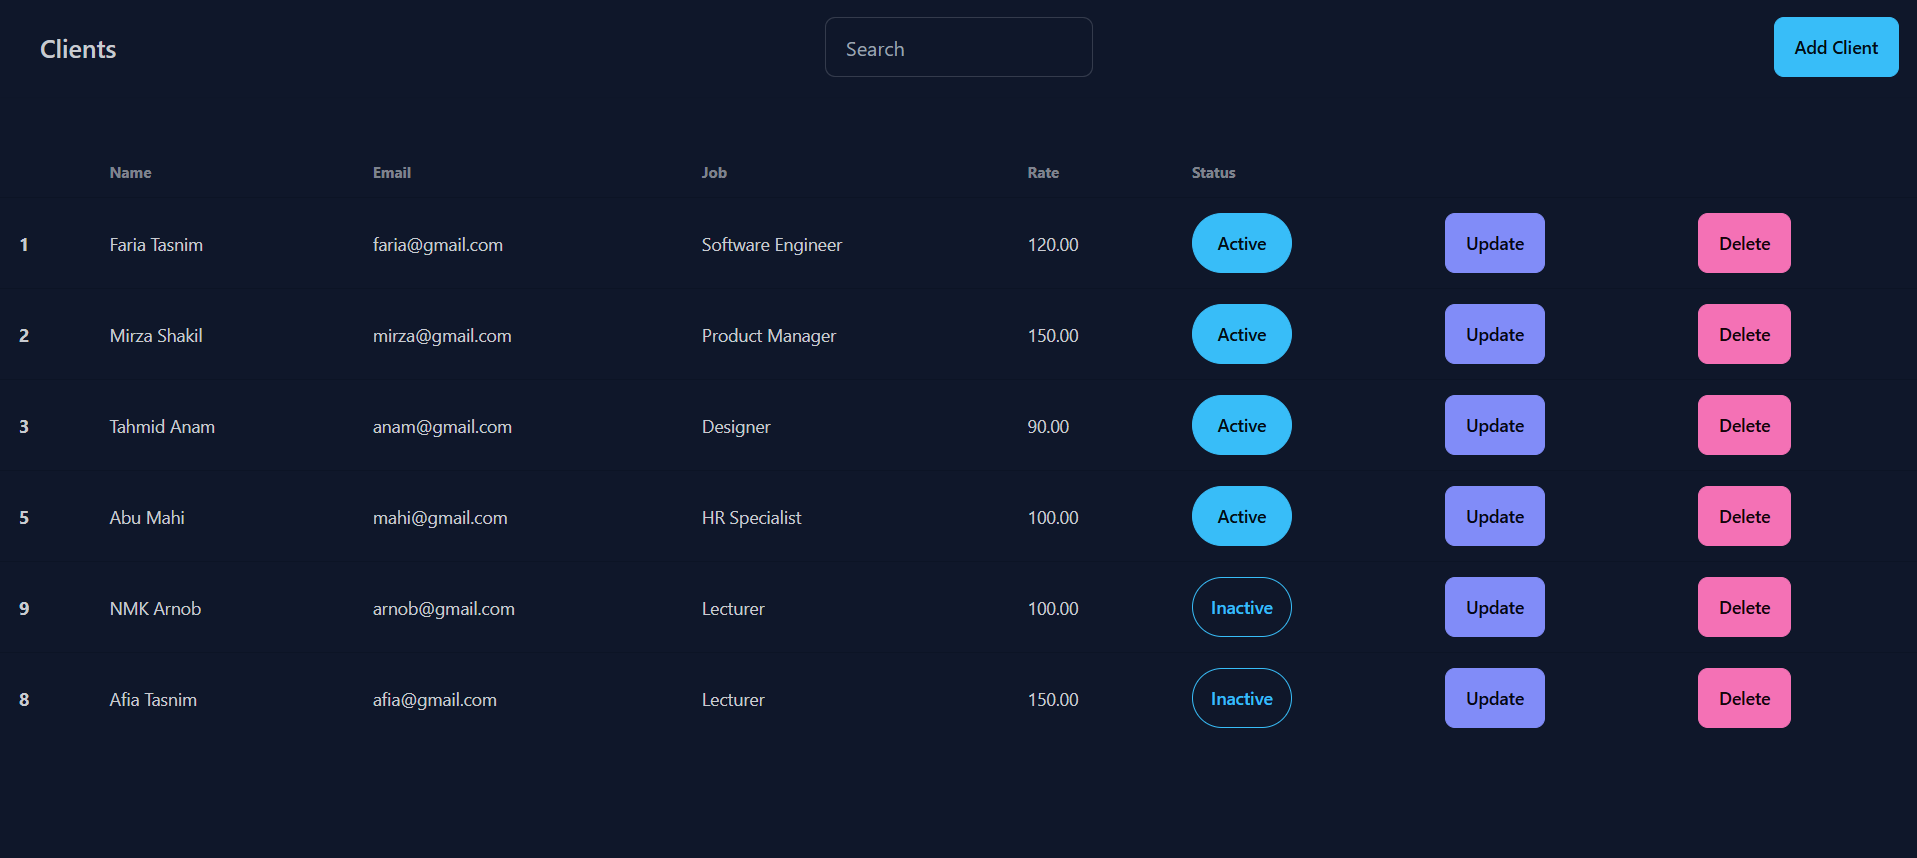 Clients Search Add Client
Name Email Job Rate Status
1 Faria Tasnim faria@gmail.com Software Engineer 120.00 Active Update Delete
2 Mirza Shakil mirza@gmail.com Product Manager 150.00 Active Update Delete
3 Tahmid Anam anam@gmail.com Designer 90.00 Active Update Delete
5 Abu Mahi mahi@gmail.com HR Specialist 100.00 Active Update Delete
9 NMK Arnob arnob@gmail.com Lecturer 100.00 Inactive Update Delete
8 Afia Tasnim afia@gmail.com Lecturer 150.00 Inactive Update Delete